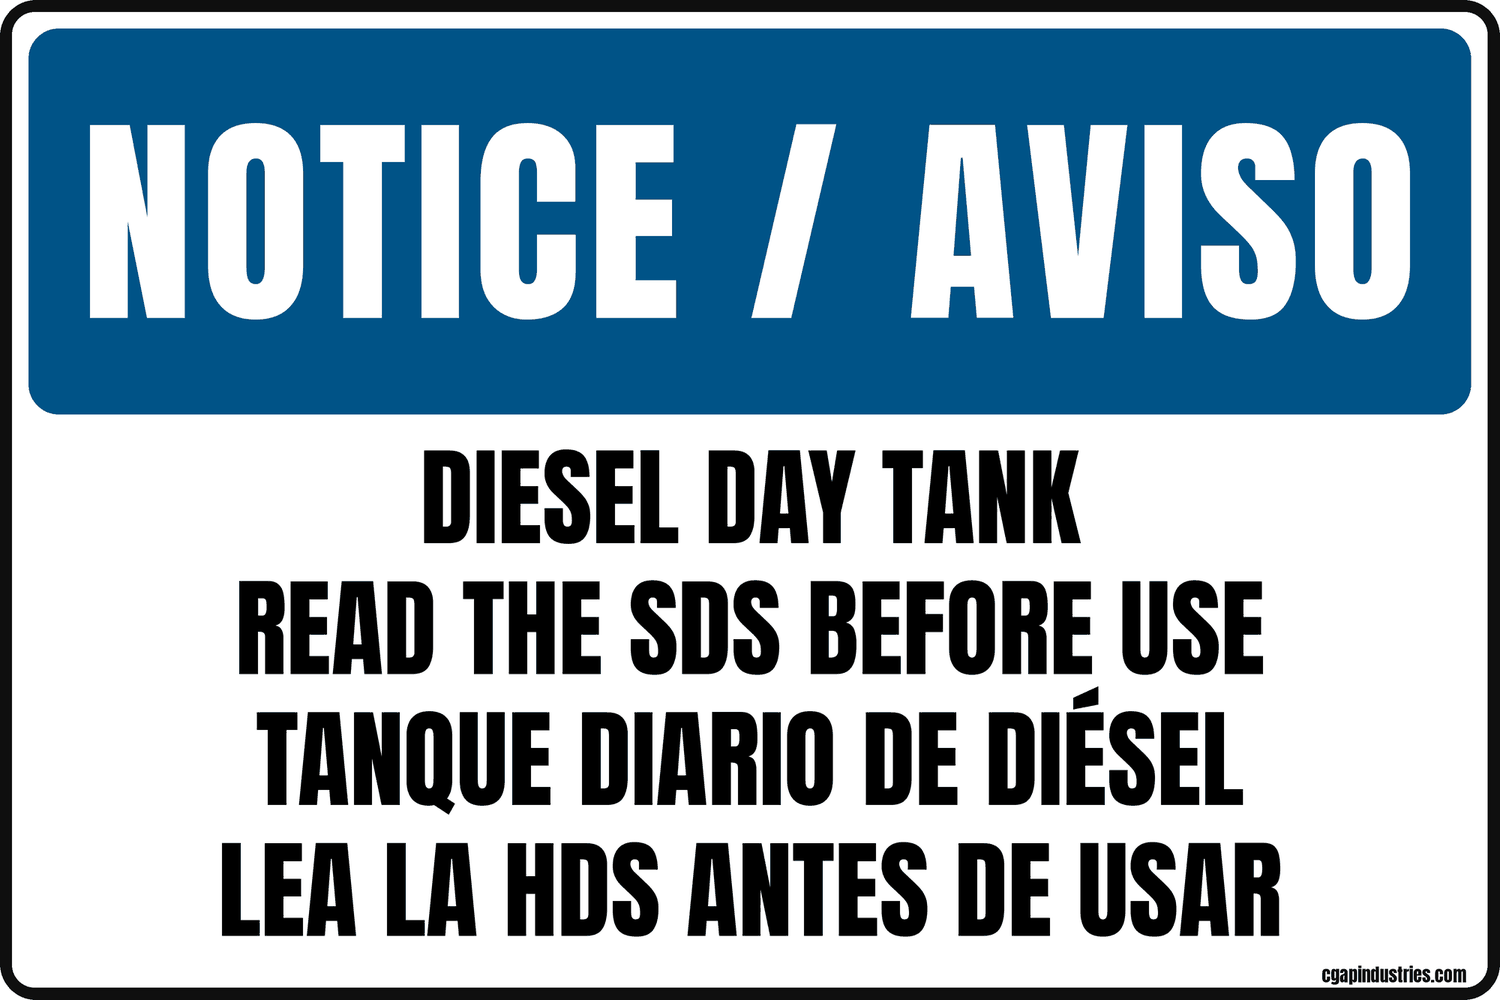 NOTICE / AVISO
DIESEL DAY TANK
READ THE SDS BEFORE USE
TANQUE DIARIO DE DIÉSEL
LEA LA HDS ANTES DE USAR
cgapindustries.com